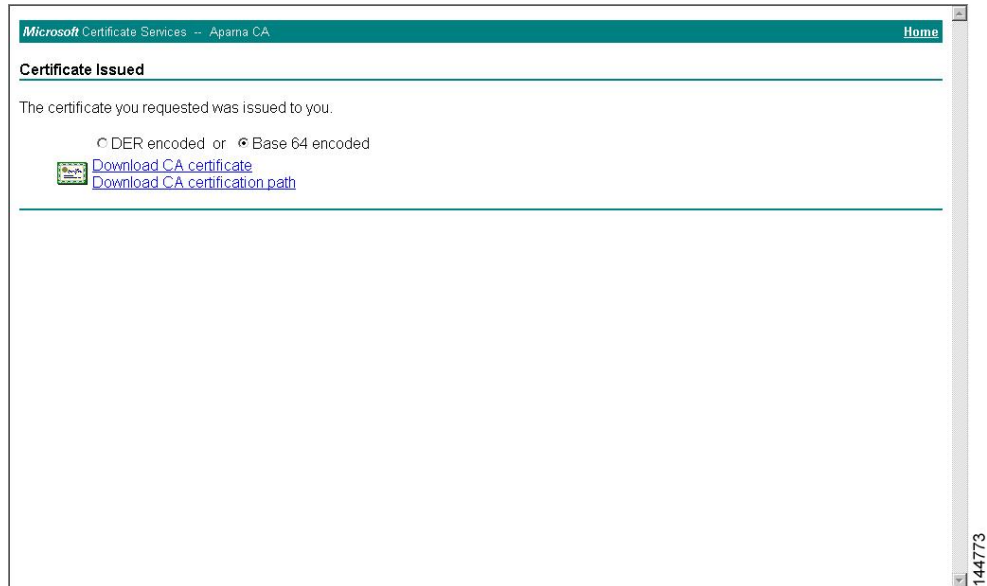 Microsoft Certificate Services -- Aparna CA Home
Certificate Issued
The certificate you requested was issued to you.
DER encoded or Base 64 encoded
Download CA certificate
Download CA certification path
144773